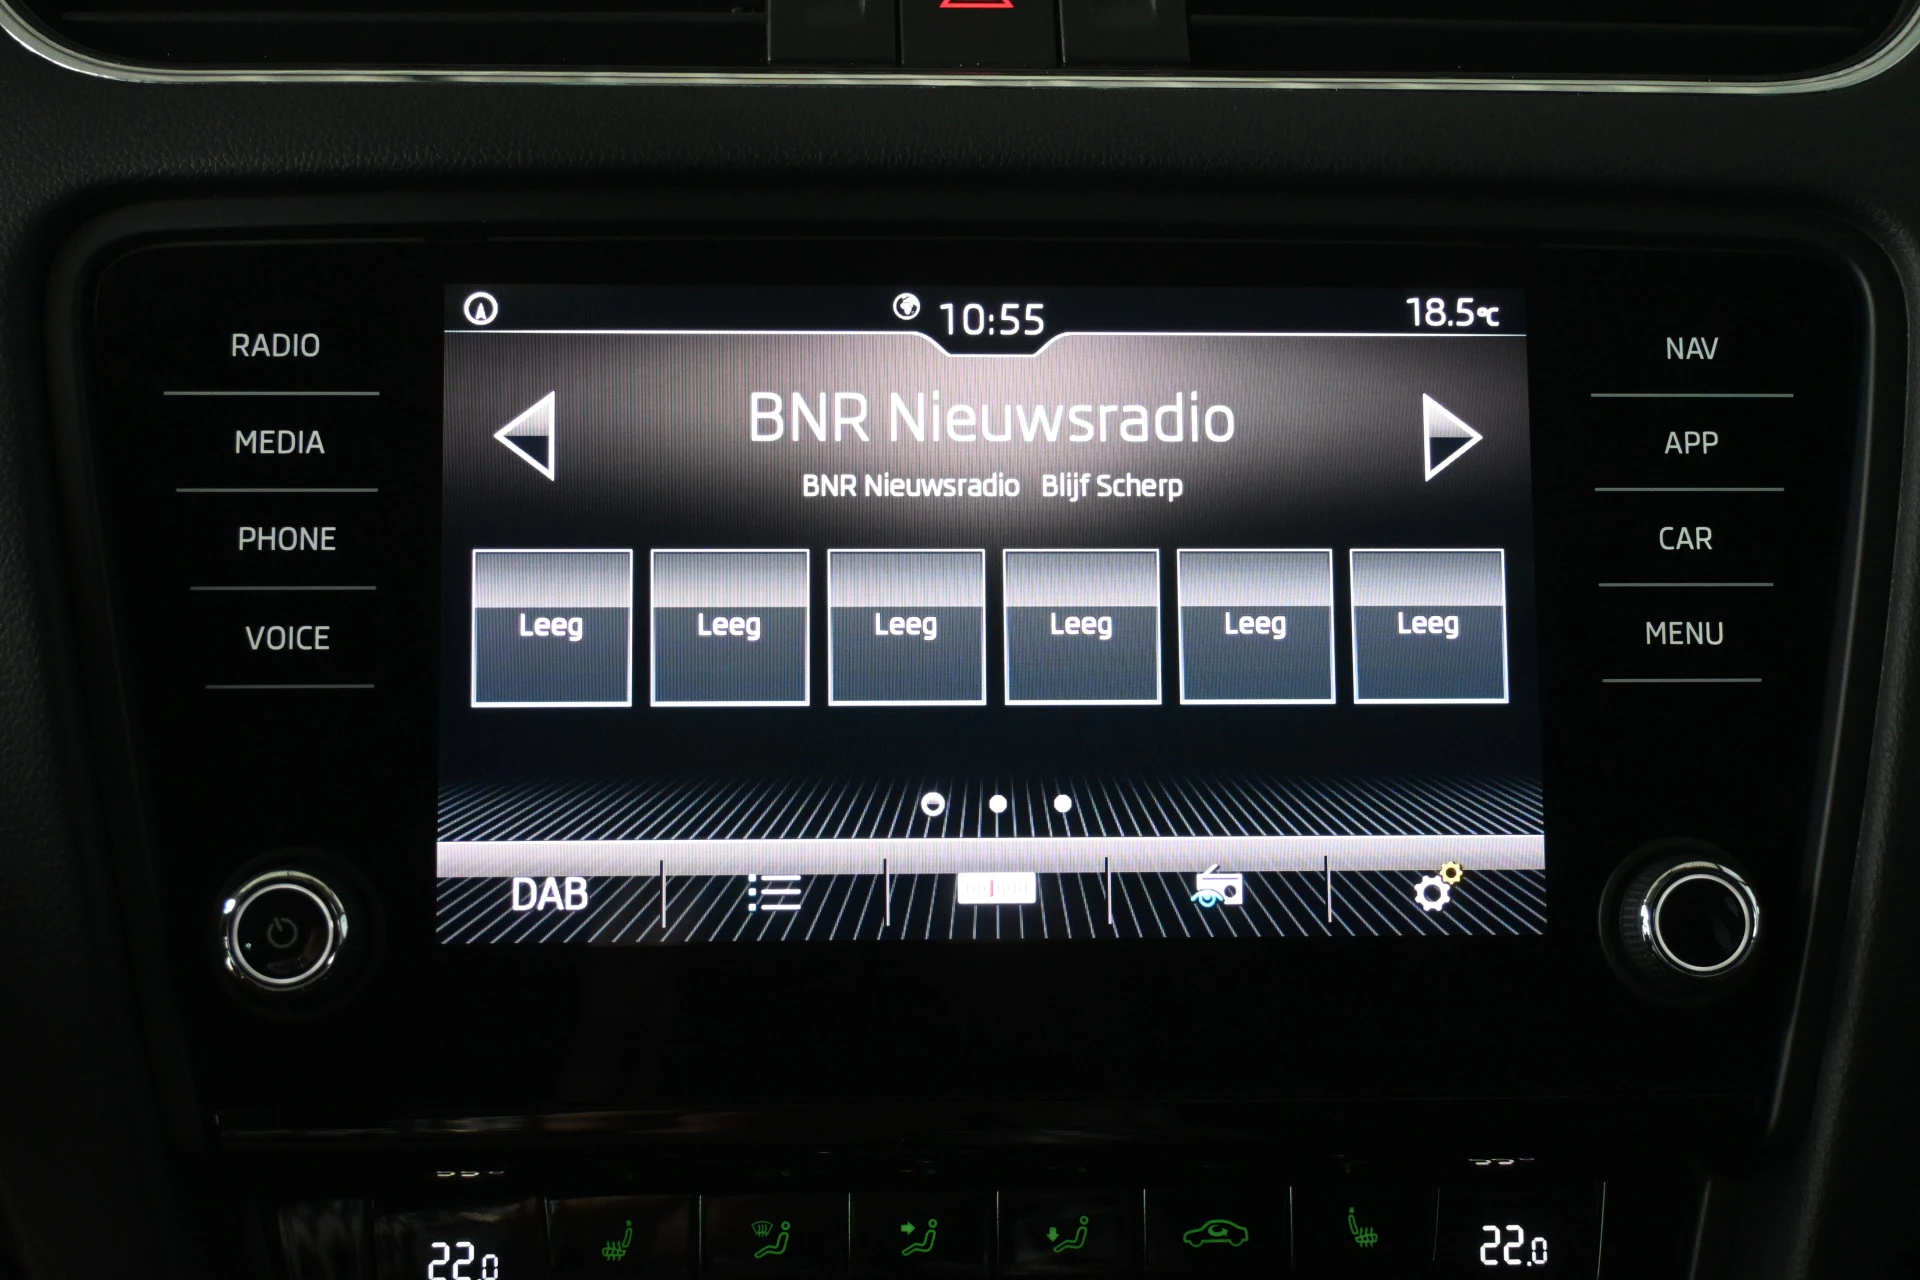 10:55
18.5°C
RADIO
MEDIA
PHONE
VOICE
BNR Nieuwsradio
BNR Nieuwsradio Blijf Scherp
Leeg Leeg Leeg Leeg Leeg Leeg
DAB
NAV
APP
CAR
MENU
22.0
22.0